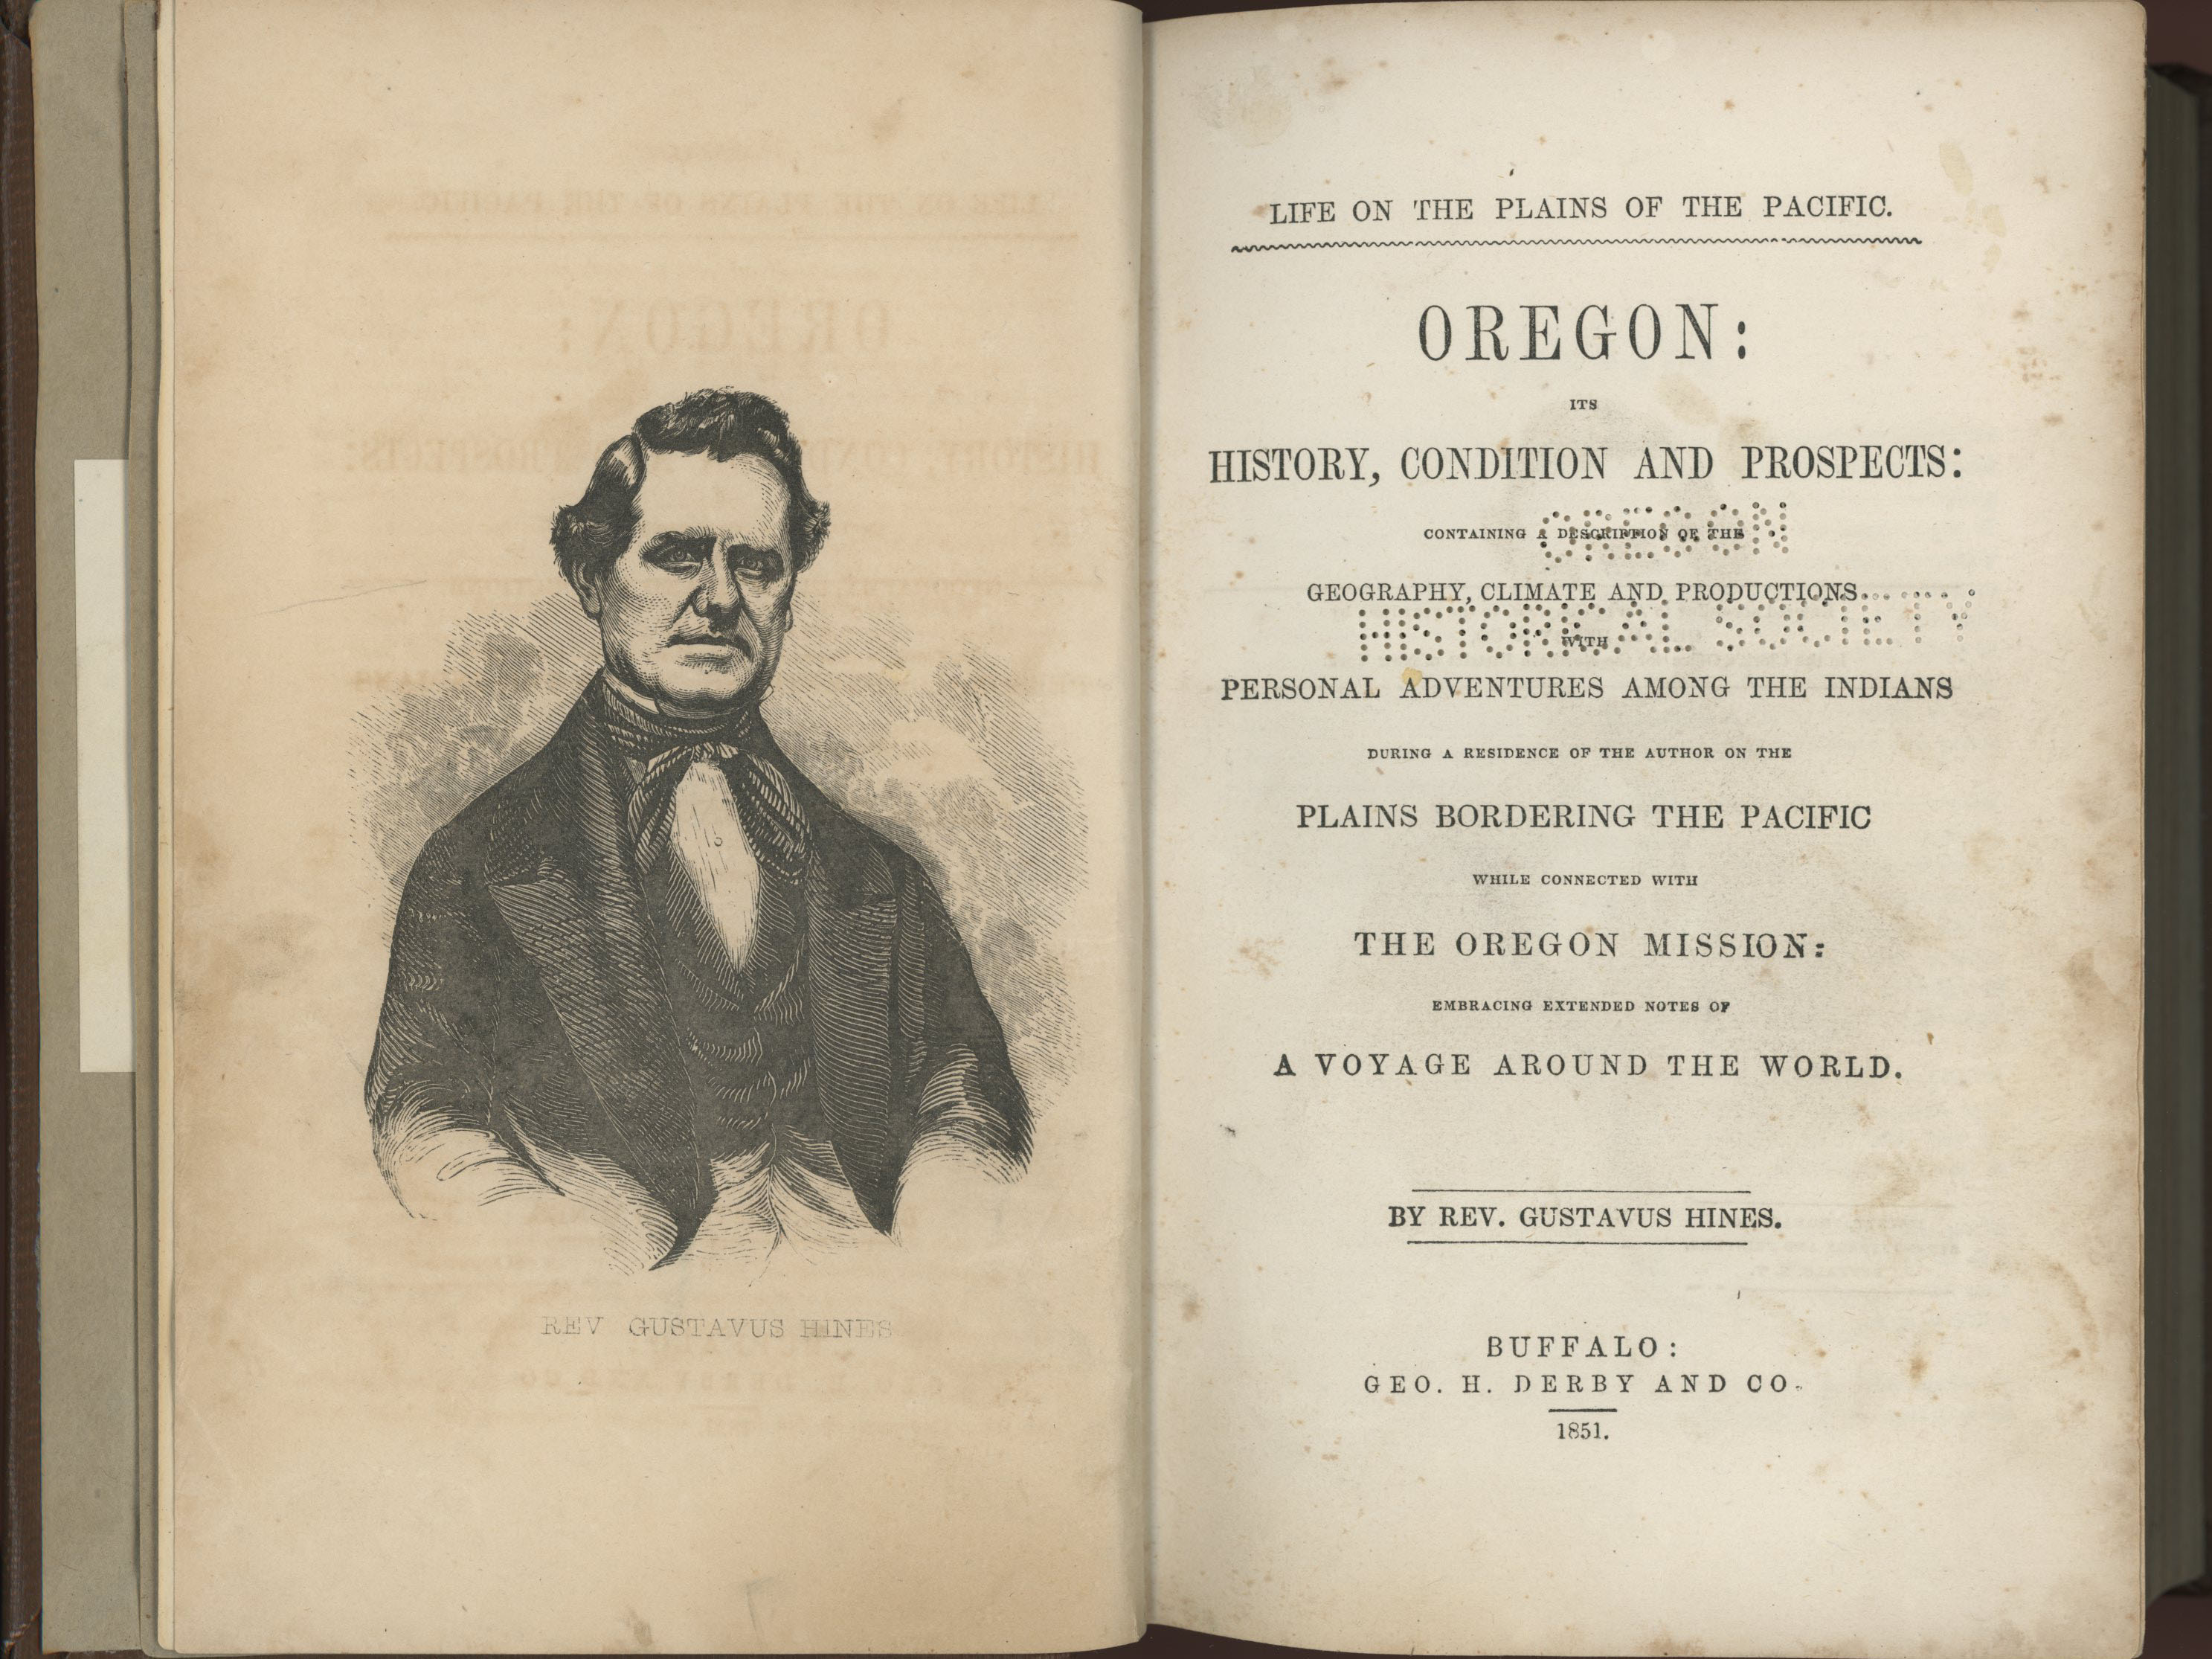 REV GUSTAVUS HINES
LIFE ON THE PLAINS OF THE PACIFIC.
OREGON:
ITS
HISTORY, CONDITION AND PROSPECTS:
CONTAINING A DESCRIPTION OF THE
OREGON
GEOGRAPHY, CLIMATE AND PRODUCTIONS.
HISTORICAL SOCIETY
WITH
PERSONAL ADVENTURES AMONG THE INDIANS
DURING A RESIDENCE OF THE AUTHOR ON THE
PLAINS BORDERING THE PACIFIC
WHILE CONNECTED WITH
THE OREGON MISSION:
EMBRACING EXTENDED NOTES OF
A VOYAGE AROUND THE WORLD.
BY REV. GUSTAVUS HINES.
BUFFALO:
GEO. H. DERBY AND CO.
1851.